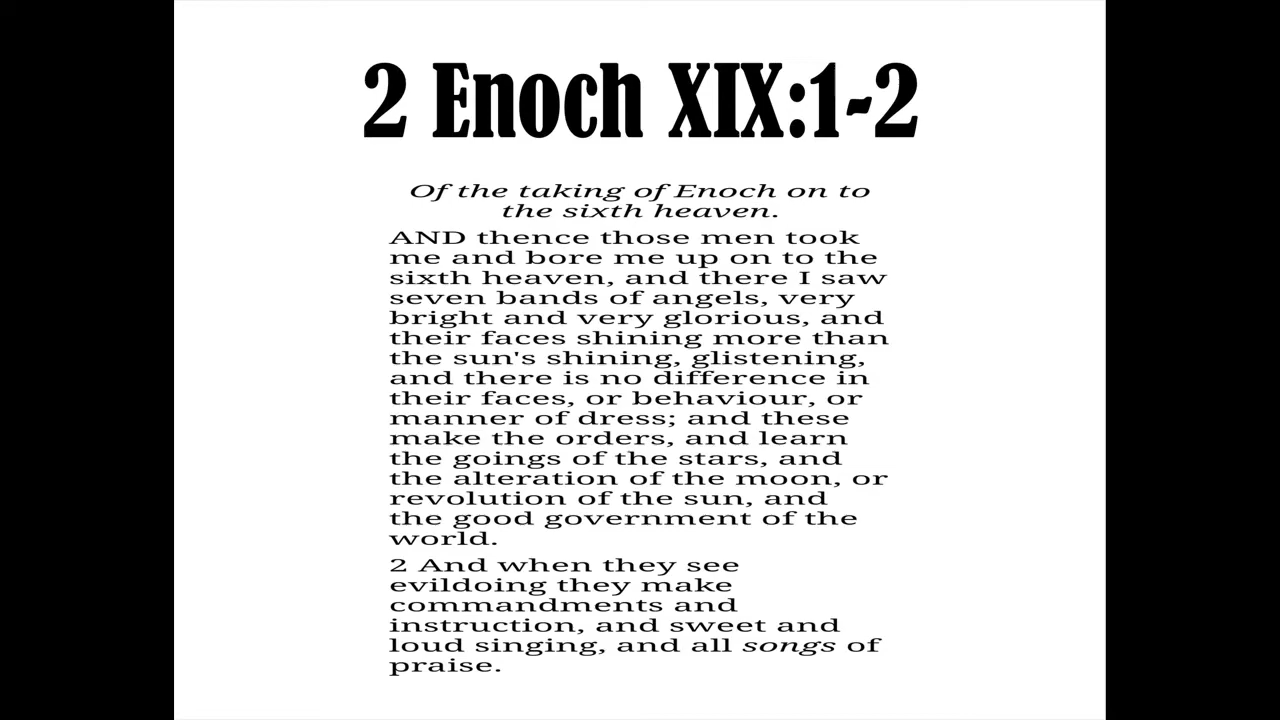 2 Enoch XIX:1-2
Of the taking of Enoch on to
the sixth heaven.
AND thence those men took
me and bore me up on to the
sixth heaven, and there I saw
seven bands of angels, very
bright and very glorious, and
their faces shining more than
the sun's shining, glistening,
and there is no difference in
their faces, or behaviour, or
manner of dress; and these
make the orders, and learn
the goings of the stars, and
the alteration of the moon, or
revolution of the sun, and
the good government of the
world.
2 And when they see
evildoing they make
commandments and
instruction, and sweet and
loud singing, and all songs of
praise.